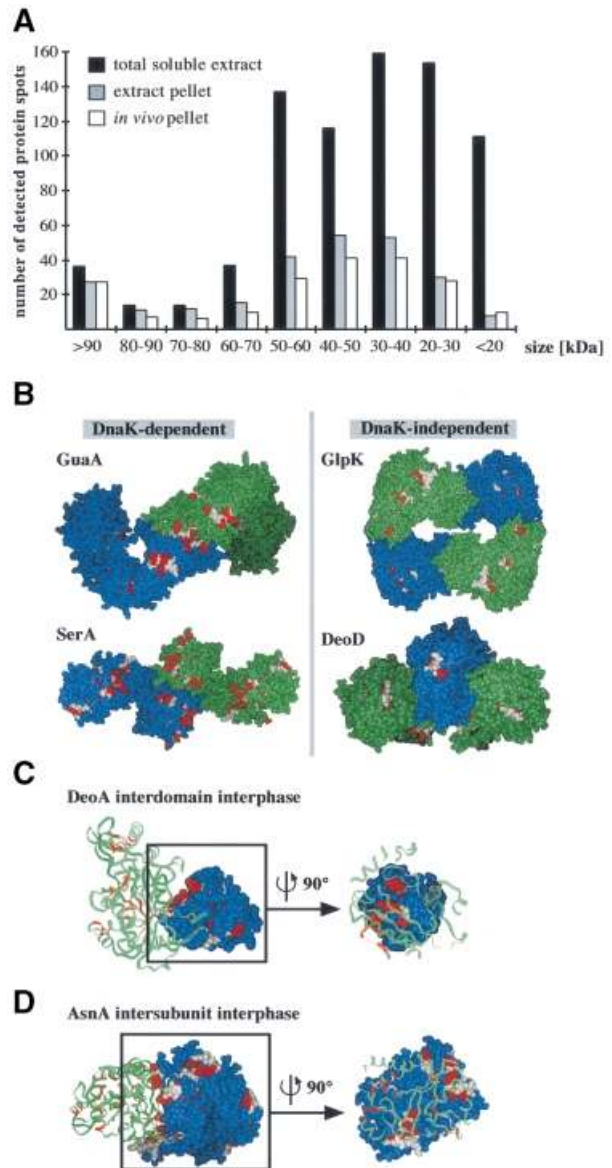 A
number of detected protein spots
160
140
120
100
80
60
40
20
total soluble extract
extract pellet
in vivo pellet
>90 80-90 70-80 60-70 50-60 40-50 30-40 20-30 <20 size [kDa]
B
DnaK-dependent DnaK-independent
GuaA GlpK
SerA DeoD
C
DeoA interdomain interphase
90°
D
AsnA intersubunit interphase
90°